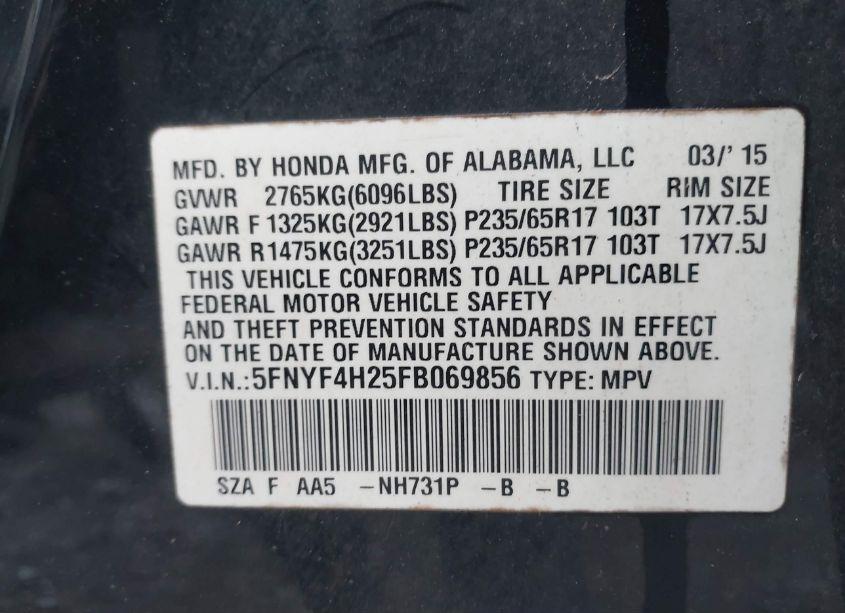 MFD. BY HONDA MFG. OF ALABAMA, LLC 03/' 15
GVWR 2765KG(6096LBS) TIRE SIZE RIM SIZE
GAWR F 1325KG(2921LBS) P235/65R17 103T 17X7.5J
GAWR R1475KG(3251LBS) P235/65R17 103T 17X7.5J
THIS VEHICLE CONFORMS TO ALL APPLICABLE
FEDERAL MOTOR VEHICLE SAFETY
AND THEFT PREVENTION STANDARDS IN EFFECT
ON THE DATE OF MANUFACTURE SHOWN ABOVE.
V.I.N.:5FNYF4H25FB069856 TYPE: MPV
SZA F AA5 -NH731P -B -B